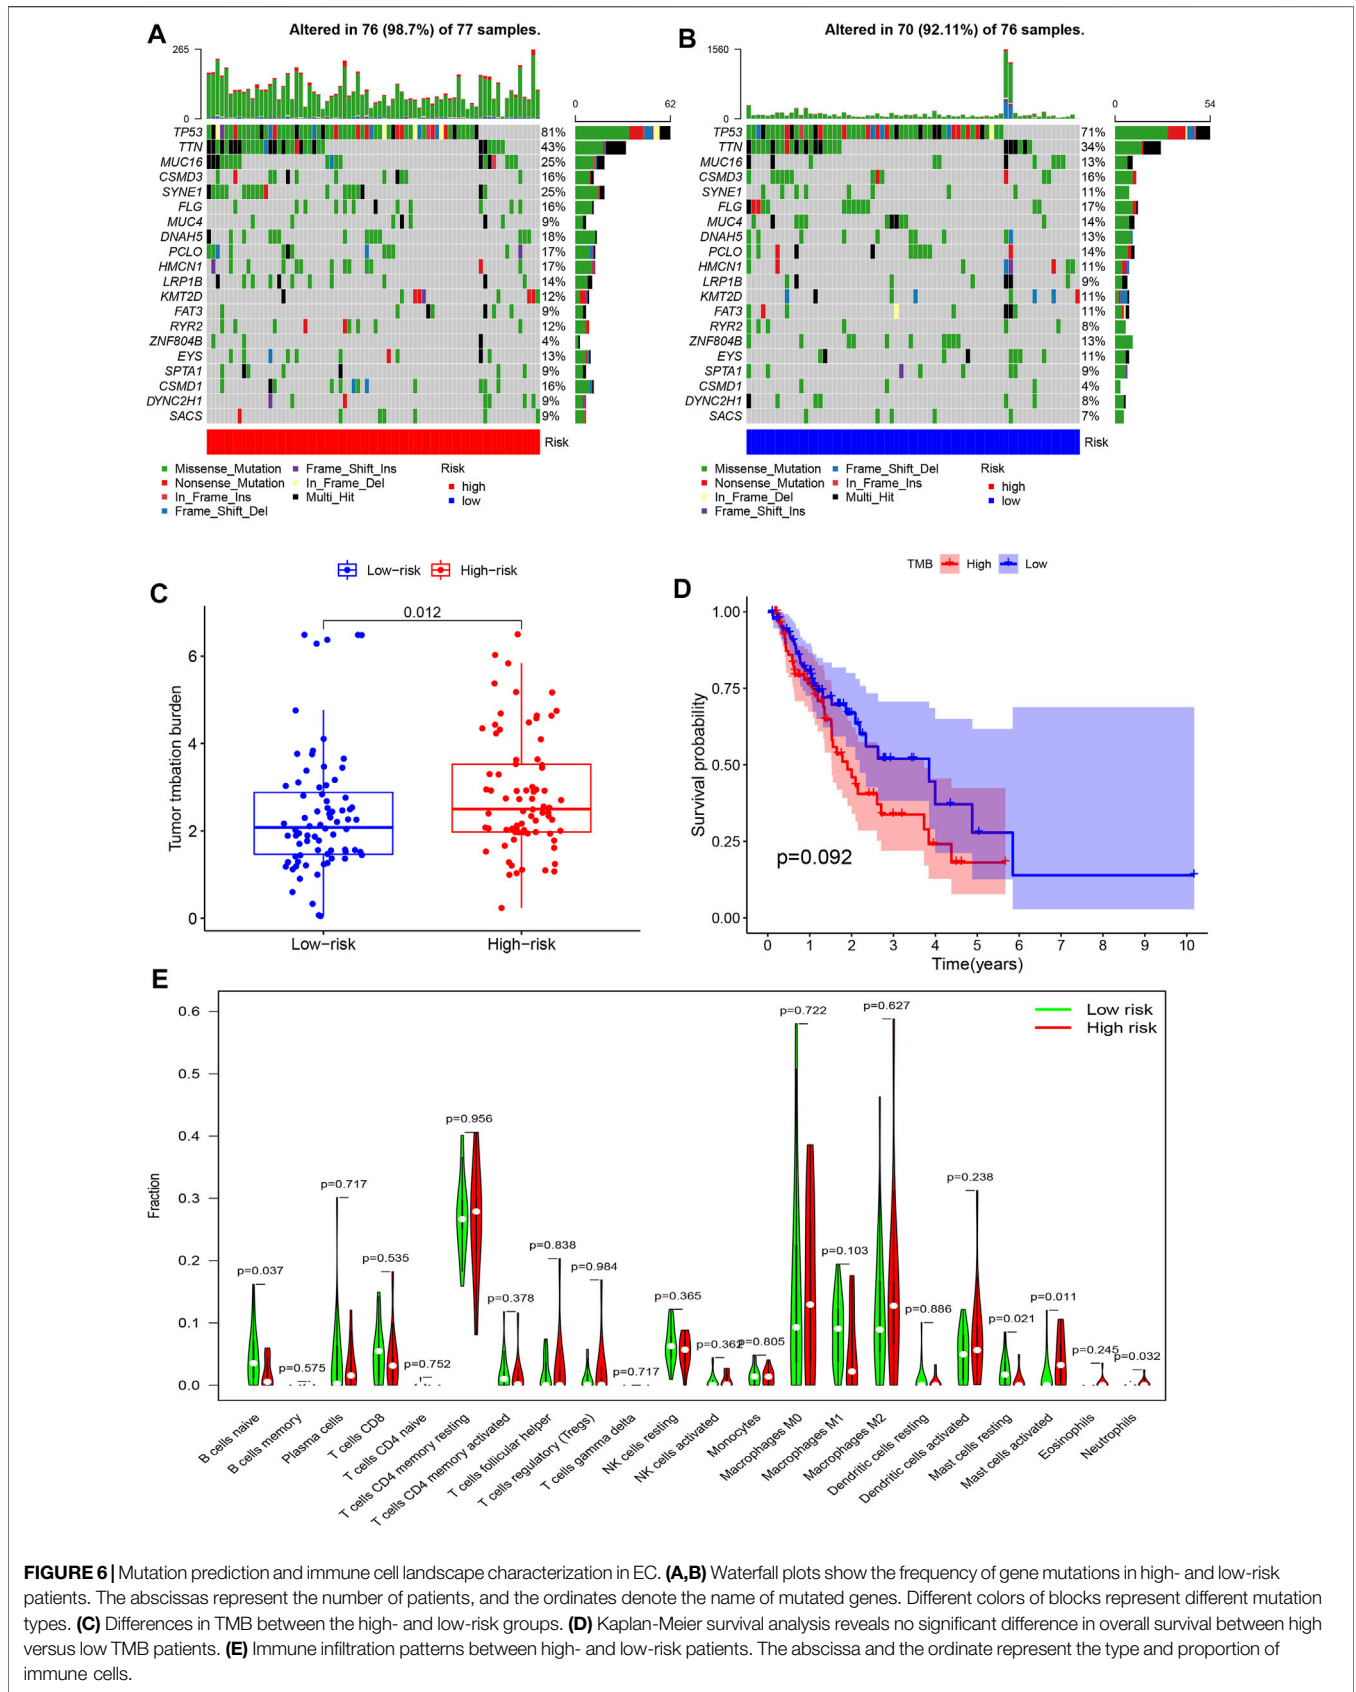 A
Altered in 76 (98.7%) of 77 samples.
265
0
0 62
TP53 81%
TTN 43%
MUC16 25%
CSMD3 16%
SYNE1 25%
FLG 16%
MUC4 9%
DNAH5 18%
PCLO 17%
HMCN1 17%
LRP1B 14%
KMT2D 12%
FAT3 9%
RYR2 12%
ZNF804B 4%
EYS 13%
SPTA1 9%
CSMD1 16%
DYNC2H1 9%
SACS 9%
Risk
Missense_Mutation Frame_Shift_Ins Risk
Nonsense_Mutation In_Frame_Del high
In_Frame_Ins Multi_Hit low
Frame_Shift_Del
B
Altered in 70 (92.11%) of 76 samples.
1560
0
0 54
TP53 71%
TTN 34%
MUC16 13%
CSMD3 16%
SYNE1 11%
FLG 17%
MUC4 14%
DNAH5 13%
PCLO 14%
HMCN1 11%
LRP1B 9%
KMT2D 11%
FAT3 11%
RYR2 8%
ZNF804B 13%
EYS 11%
SPTA1 9%
CSMD1 4%
DYNC2H1 8%
SACS 7%
Risk
Missense_Mutation Frame_Shift_Del Risk
Nonsense_Mutation In_Frame_Ins high
In_Frame_Del Multi_Hit low
Frame_Shift_Ins
C
Low-risk High-risk
0.012
Tumor tmbation burden
6
4
2
0
Low-risk High-risk
D
TMB High Low
Survival probability
1.00
0.75
0.50
0.25
0.00
p=0.092
0 1 2 3 4 5 6 7 8 9 10
Time(years)
E
Low risk
High risk
Fraction
0.6
0.5
0.4
0.3
0.2
0.1
0.0
p=0.037
p=0.575
p=0.717
p=0.535
p=0.752
p=0.956
p=0.378
p=0.838
p=0.984
p=0.717
p=0.365
p=0.362
p=0.805
p=0.722
p=0.103
p=0.627
p=0.886
p=0.238
p=0.021
p=0.011
p=0.245
p=0.032
B cells naive
B cells memory
Plasma cells
T cells CD8
T cells CD4 naive
T cells CD4 memory resting
T cells CD4 memory activated
T cells follicular helper
T cells regulatory (Tregs)
T cells gamma delta
NK cells resting
NK cells activated
Monocytes
Macrophages M0
Macrophages M1
Macrophages M2
Dendritic cells resting
Dendritic cells activated
Mast cells resting
Mast cells activated
Eosinophils
Neutrophils
FIGURE 6 | Mutation prediction and immune cell landscape characterization in EC. (A,B) Waterfall plots show the frequency of gene mutations in high- and low-risk
patients. The abscissas represent the number of patients, and the ordinates denote the name of mutated genes. Different colors of blocks represent different mutation
types. (C) Differences in TMB between the high- and low-risk groups. (D) Kaplan-Meier survival analysis reveals no significant difference in overall survival between high
versus low TMB patients. (E) Immune infiltration patterns between high- and low-risk patients. The abscissa and the ordinate represent the type and proportion of
immune cells.